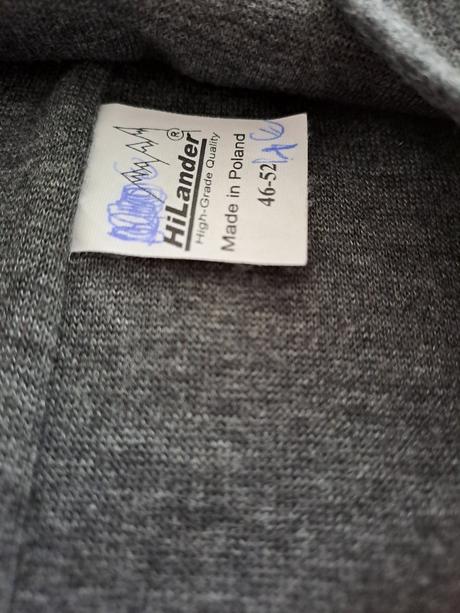 HiLander®
High-Grade Quality
Made in Poland
46-52